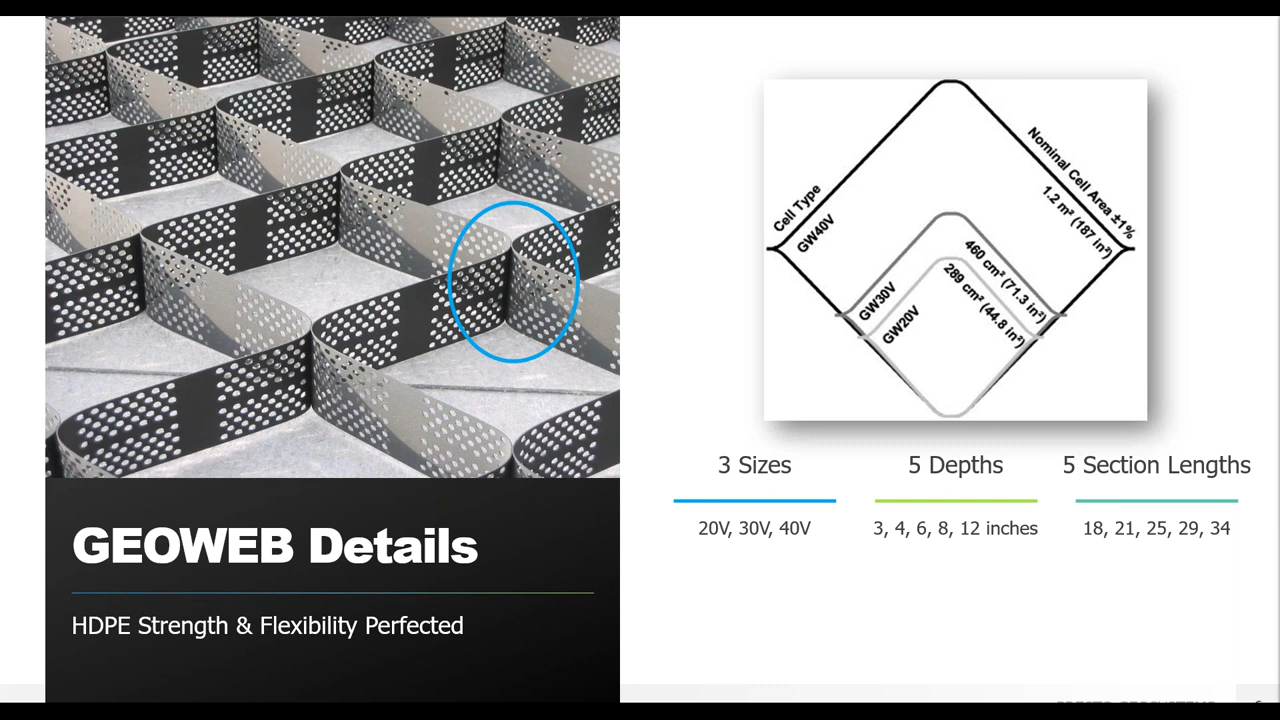 Cell Type
GW40V
Nominal Cell Area ±1%
1.2 m² (187 in²)
GW30V
460 cm² (71.3 in²)
GW20V
289 cm² (44.8 in²)
3 Sizes
20V, 30V, 40V
5 Depths
3, 4, 6, 8, 12 inches
5 Section Lengths
18, 21, 25, 29, 34
GEOWEB Details
HDPE Strength & Flexibility Perfected